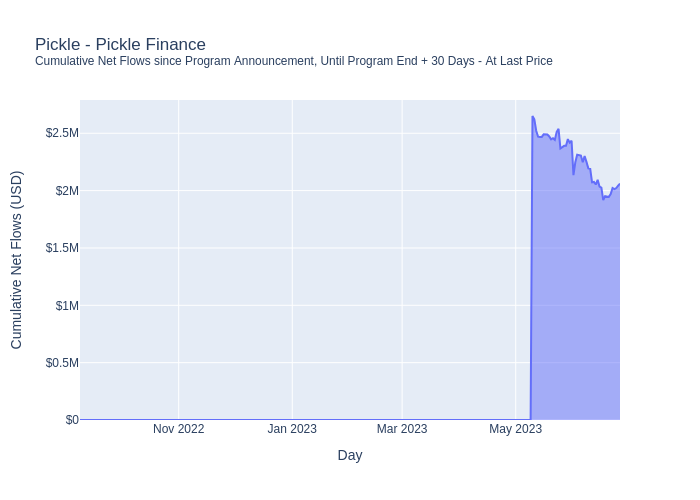 Pickle - Pickle Finance
Cumulative Net Flows since Program Announcement, Until Program End + 30 Days - At Last Price
Cumulative Net Flows (USD)
$2.5M
$2M
$1.5M
$1M
$0.5M
$0
Nov 2022
Jan 2023
Mar 2023
May 2023
Day